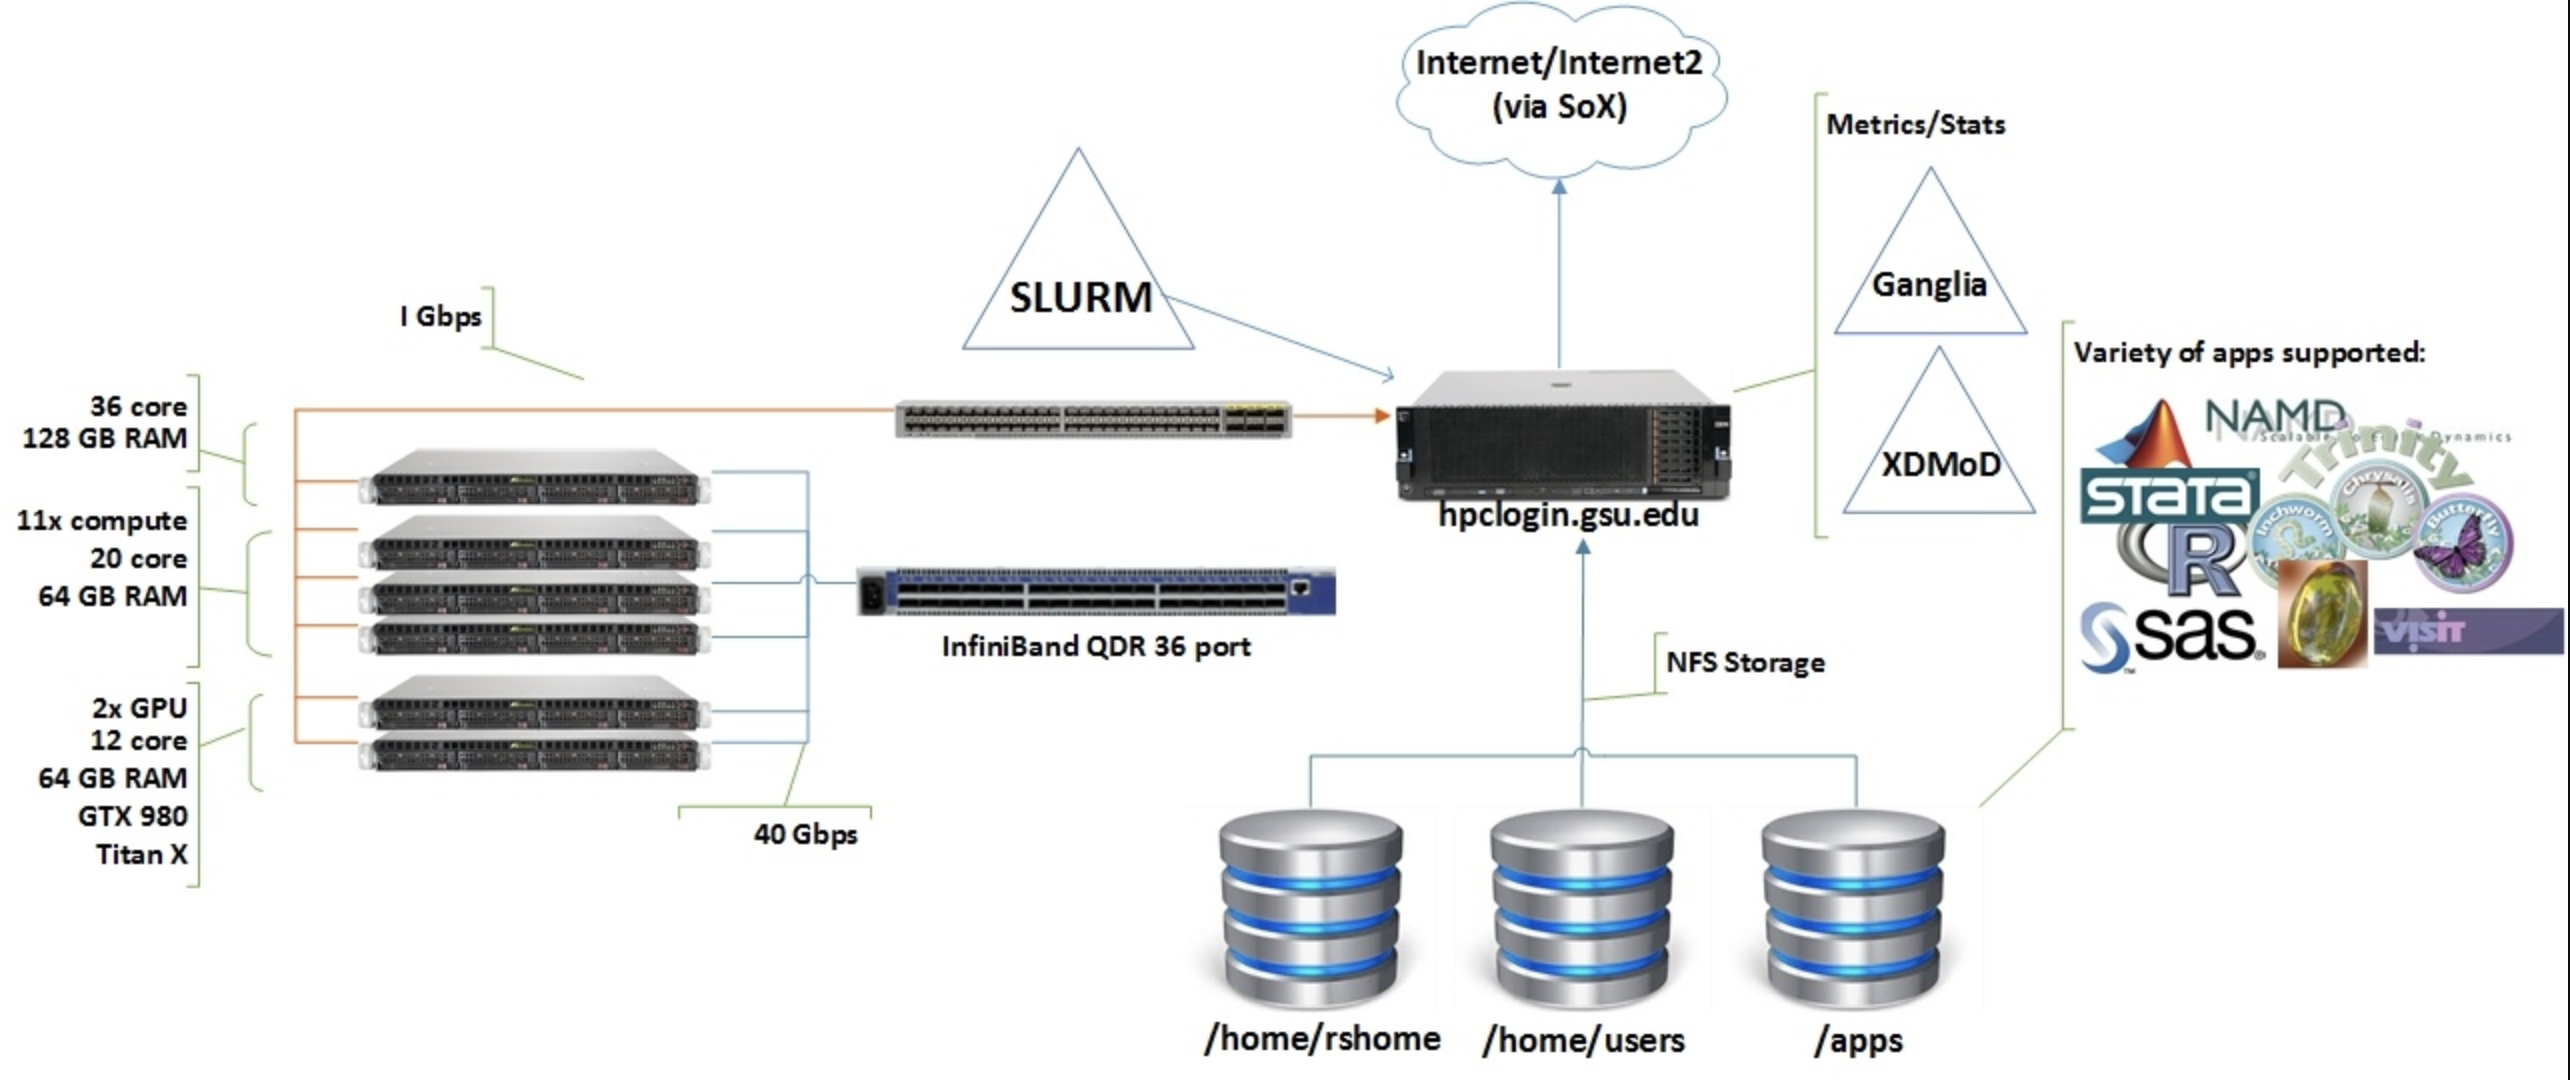 Internet/Internet2
(via SoX)
Metrics/Stats
Ganglia
XDMoD
SLURM
I Gbps
36 core
128 GB RAM
11x compute
20 core
64 GB RAM
2x GPU
12 core
64 GB RAM
GTX 980
Titan X
40 Gbps
InfiniBand QDR 36 port
hpclogin.gsu.edu
NFS Storage
/home/rshome
/home/users
/apps
Variety of apps supported:
NAMD
Dynamics
Trinity
STATA
Inchworm
Chrysalis
Butterfly
R
sas
VISIT